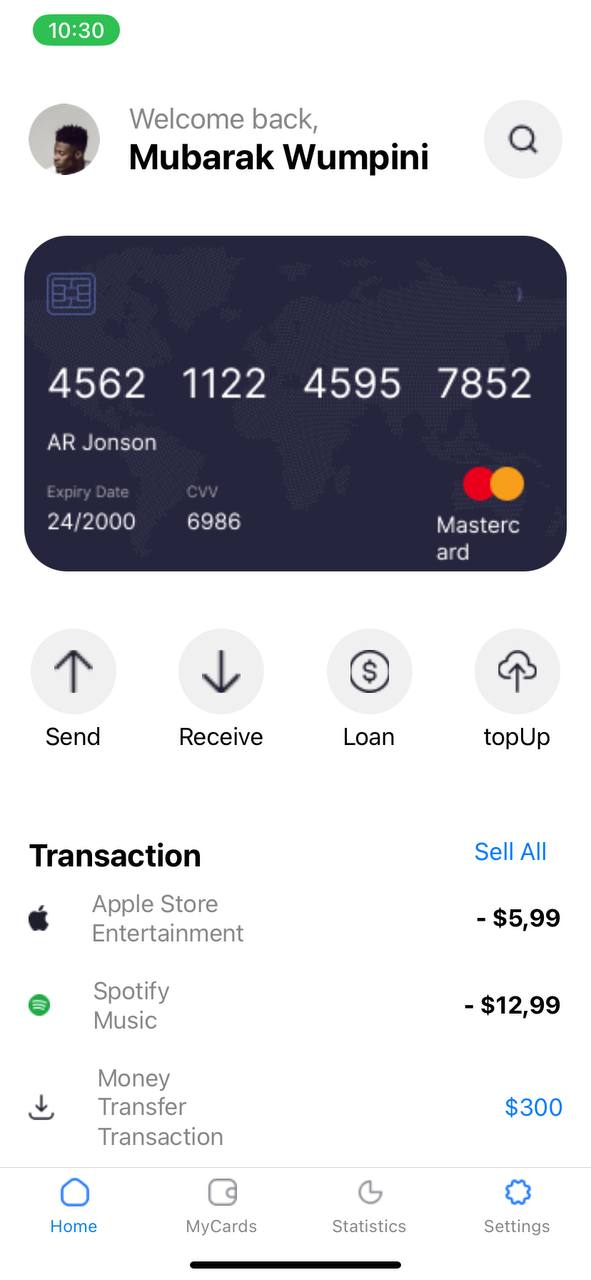 10:30
Welcome back,
Mubarak Wumpini
4562 1122 4595 7852
AR Jonson
Expiry Date CVV
24/2000 6986
Masterc
ard
Send Receive Loan topUp
Transaction Sell All
Apple Store
Entertainment
- $5,99
Spotify
Music
- $12,99
Money
Transfer
Transaction
$300
Home MyCards Statistics Settings